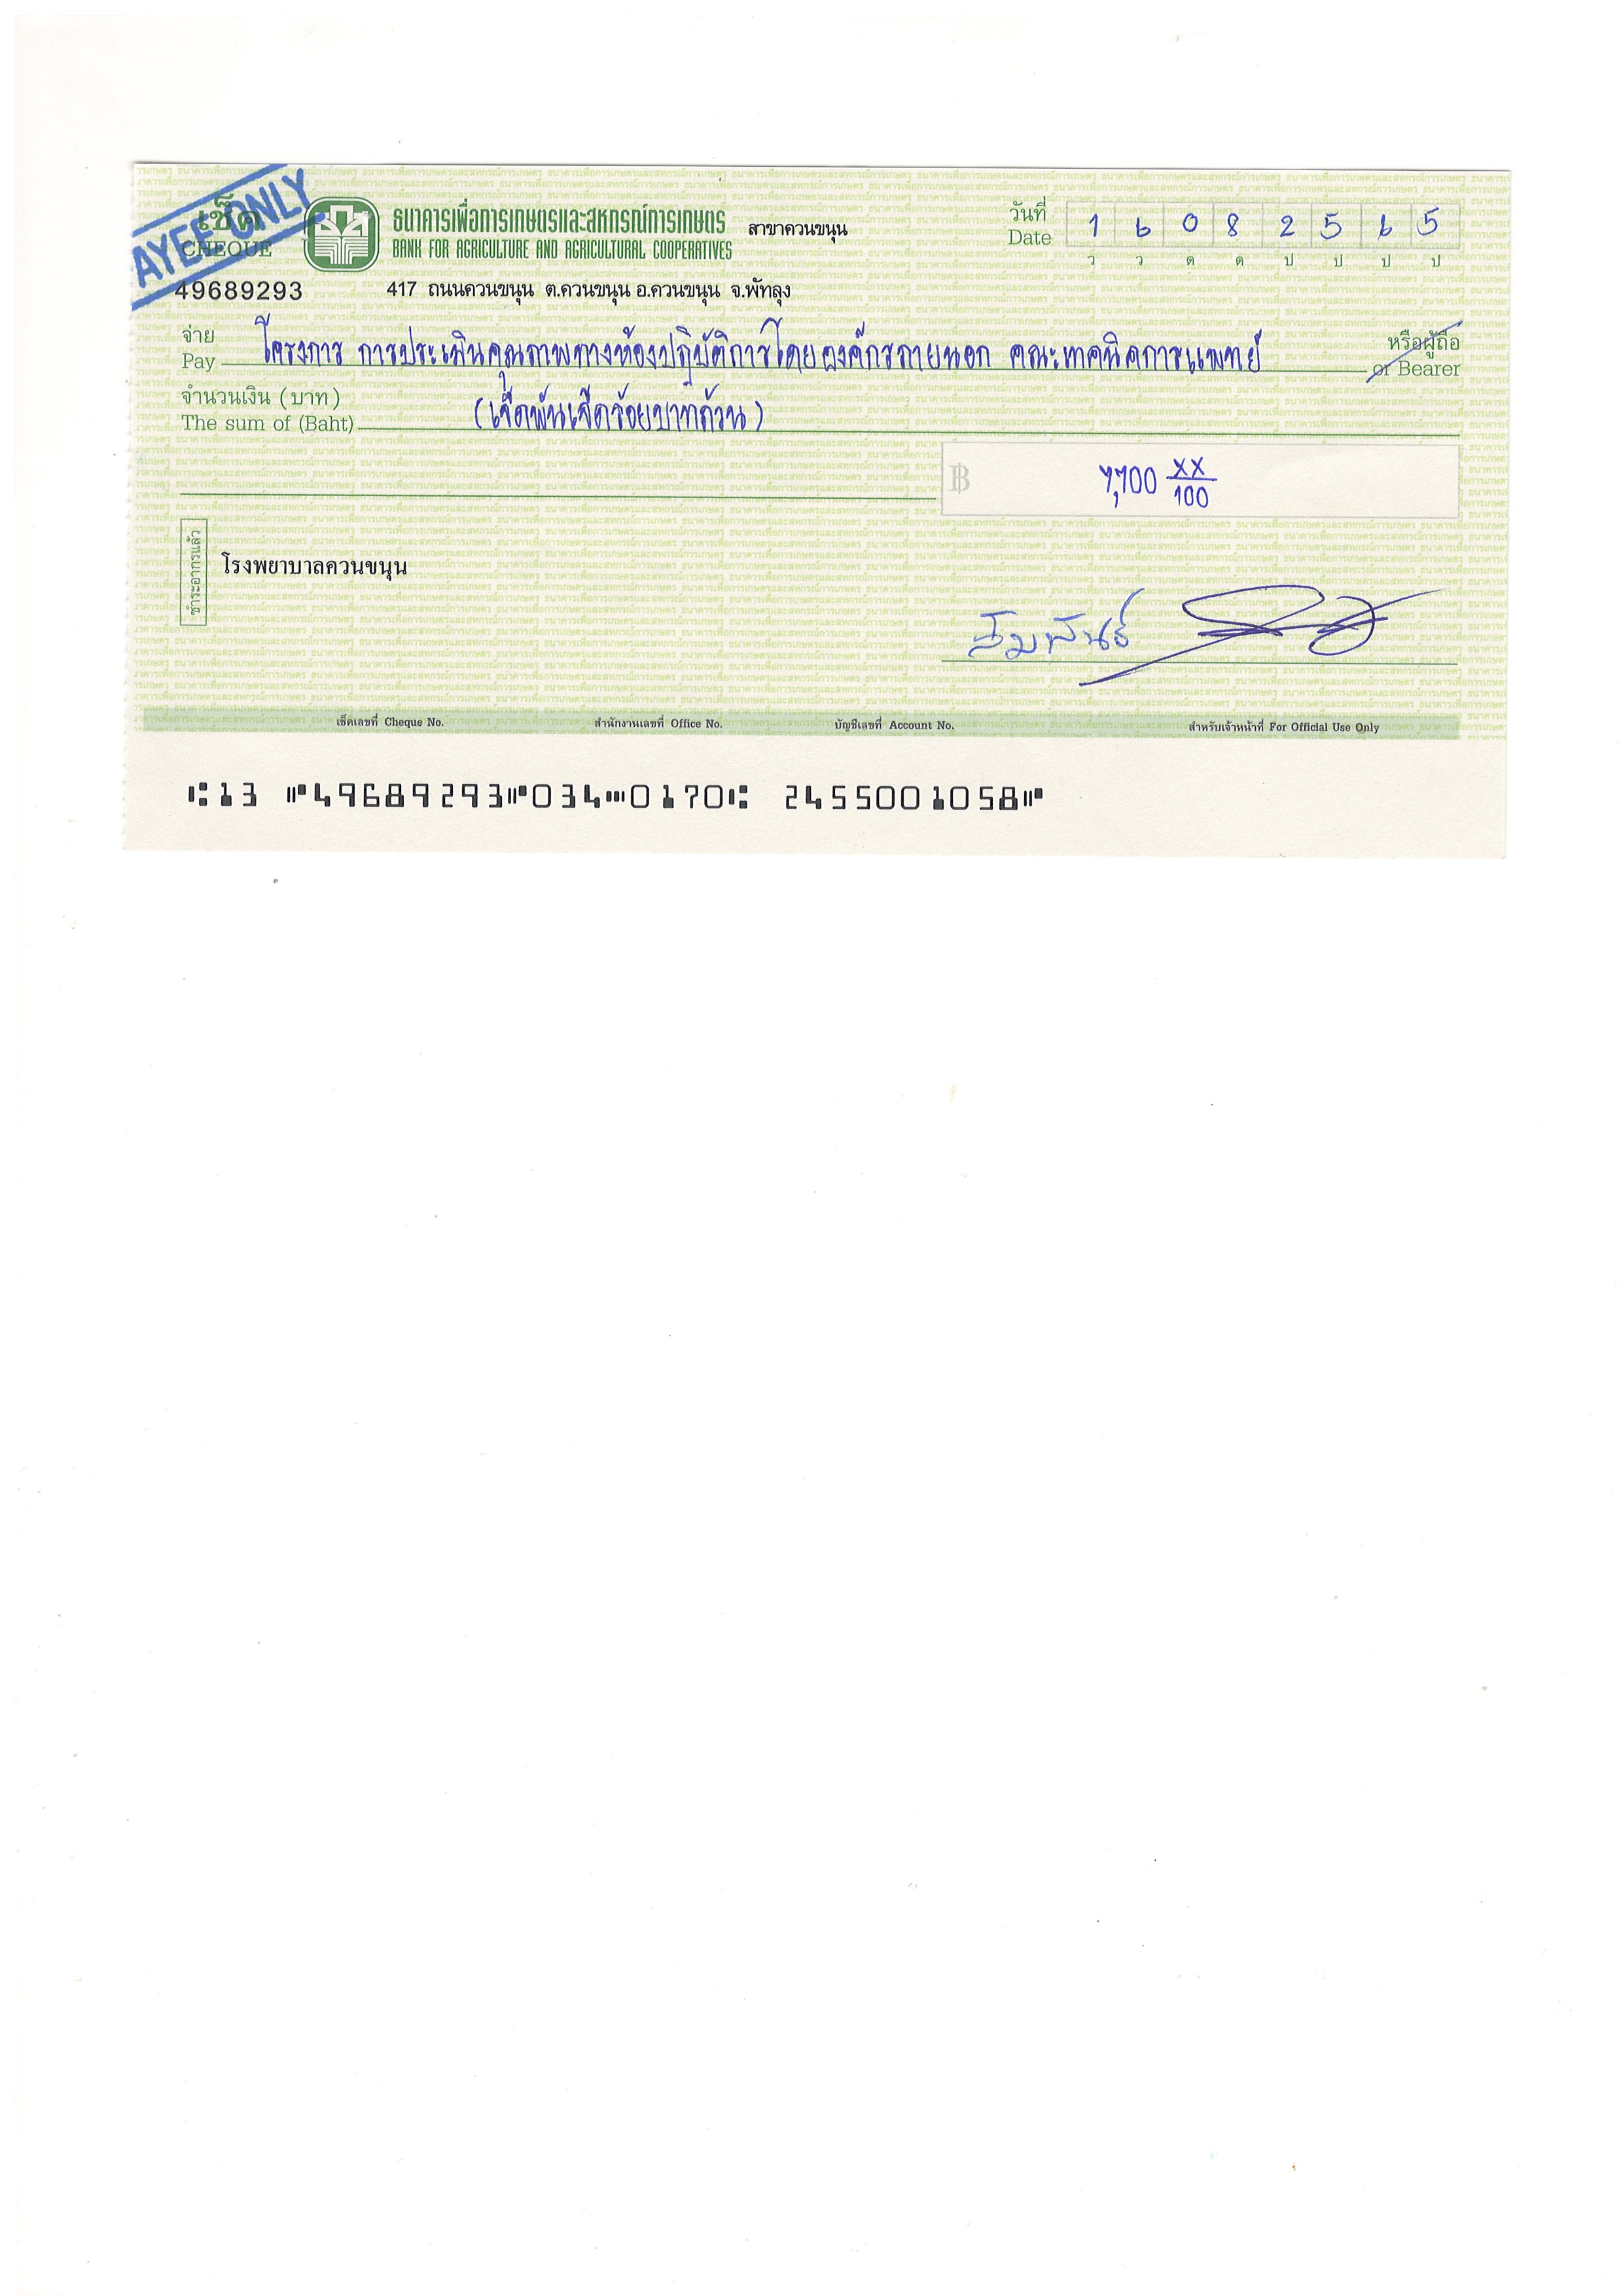 AYEE ONLY
เช็ค
CHEQUE
49689293
ธนาคารเพื่อการเกษตรและสหกรณ์การเกษตร สาขาควนขนุน
BANK FOR AGRICULTURE AND AGRICULTURAL COOPERATIVES
417 ถนนควนขนุน ต.ควนขนุน อ.ควนขนุน จ.พัทลุง
วันที่ 1 6 0 8 2 5 6 5
Date ว ว ด ด ป ป ป ป
จ่าย โครงการ การประเมินคุณภาพทางห้องปฏิบัติการโดยองค์กรภายนอก คณะเทคนิคการแพทย์ หรือผู้ถือ
Pay or Bearer
จำนวนเงิน (บาท) (เจ็ดพันเจ็ดร้อยบาทถ้วน)
The sum of (Baht)
฿ 7,700 XX/100
ชำระอากรแล้ว
โรงพยาบาลควนขนุน
สัมพันธ์
เช็คเลขที่ Cheque No. สำนักงานเลขที่ Office No. บัญชีเลขที่ Account No. สำหรับเจ้าหน้าที่ For Official Use Only
⑆13 ⑈49689293⑈034⑉0170⑆ 2455001058⑈